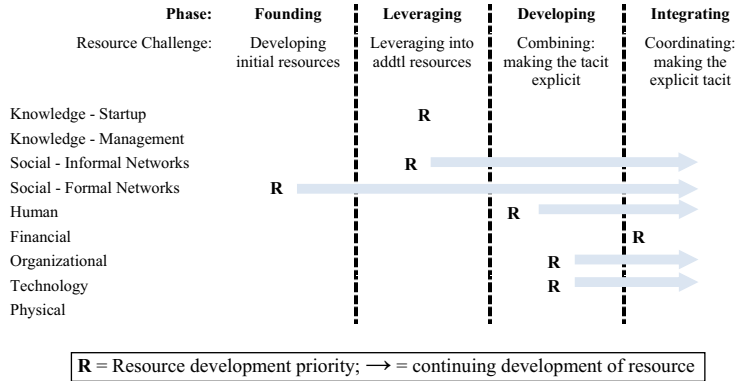 Phase: Founding Leveraging Developing Integrating
Resource Challenge: Developing Leveraging into Combining: Coordinating:
initial resources addtl resources making the tacit making the
explicit explicit tacit
Knowledge - Startup R
Knowledge - Management
Social - Informal Networks R
Social - Formal Networks R
Human R
Financial R
Organizational R
Technology R
Physical
R = Resource development priority; → = continuing development of resource